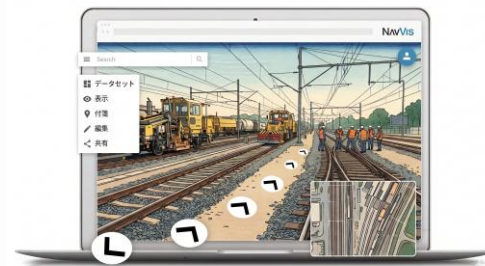 NavVis
Search
データセット
表示
付箋
編集
共有